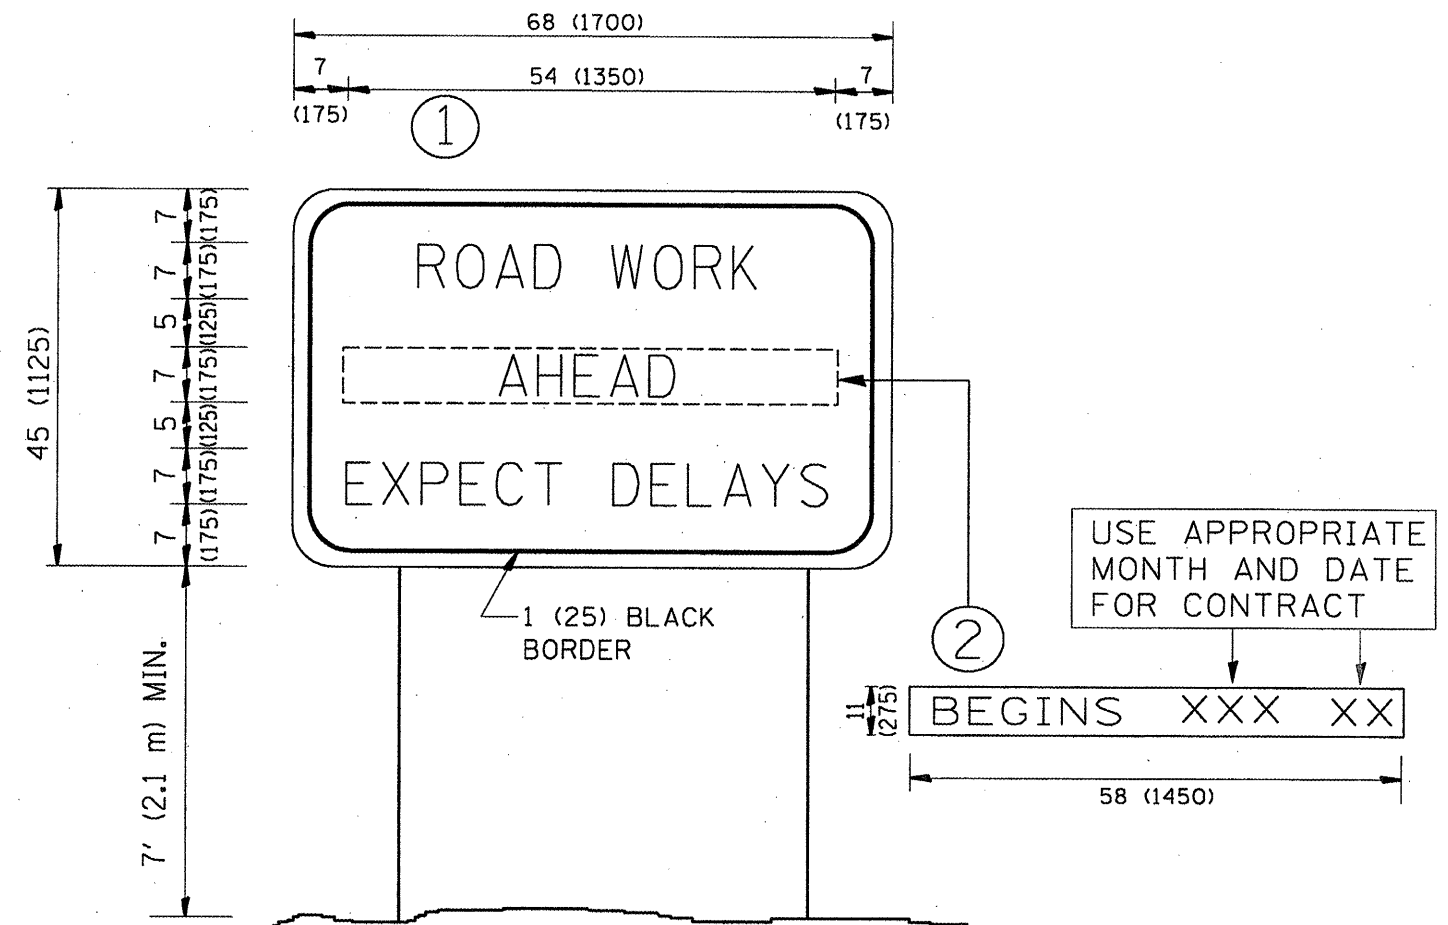 68 (1700)
7 54 (1350) 7
(175) (175)
1
45 (1125)
7 (175)
7 (175)
5 (125)
7 (175)
5 (125)
7 (175)
7 (175)
ROAD WORK
AHEAD
EXPECT DELAYS
1 (25) BLACK
BORDER
7' (2.1 m) MIN.
2
USE APPROPRIATE
MONTH AND DATE
FOR CONTRACT
11
(275)
BEGINS XXX XX
58 (1450)